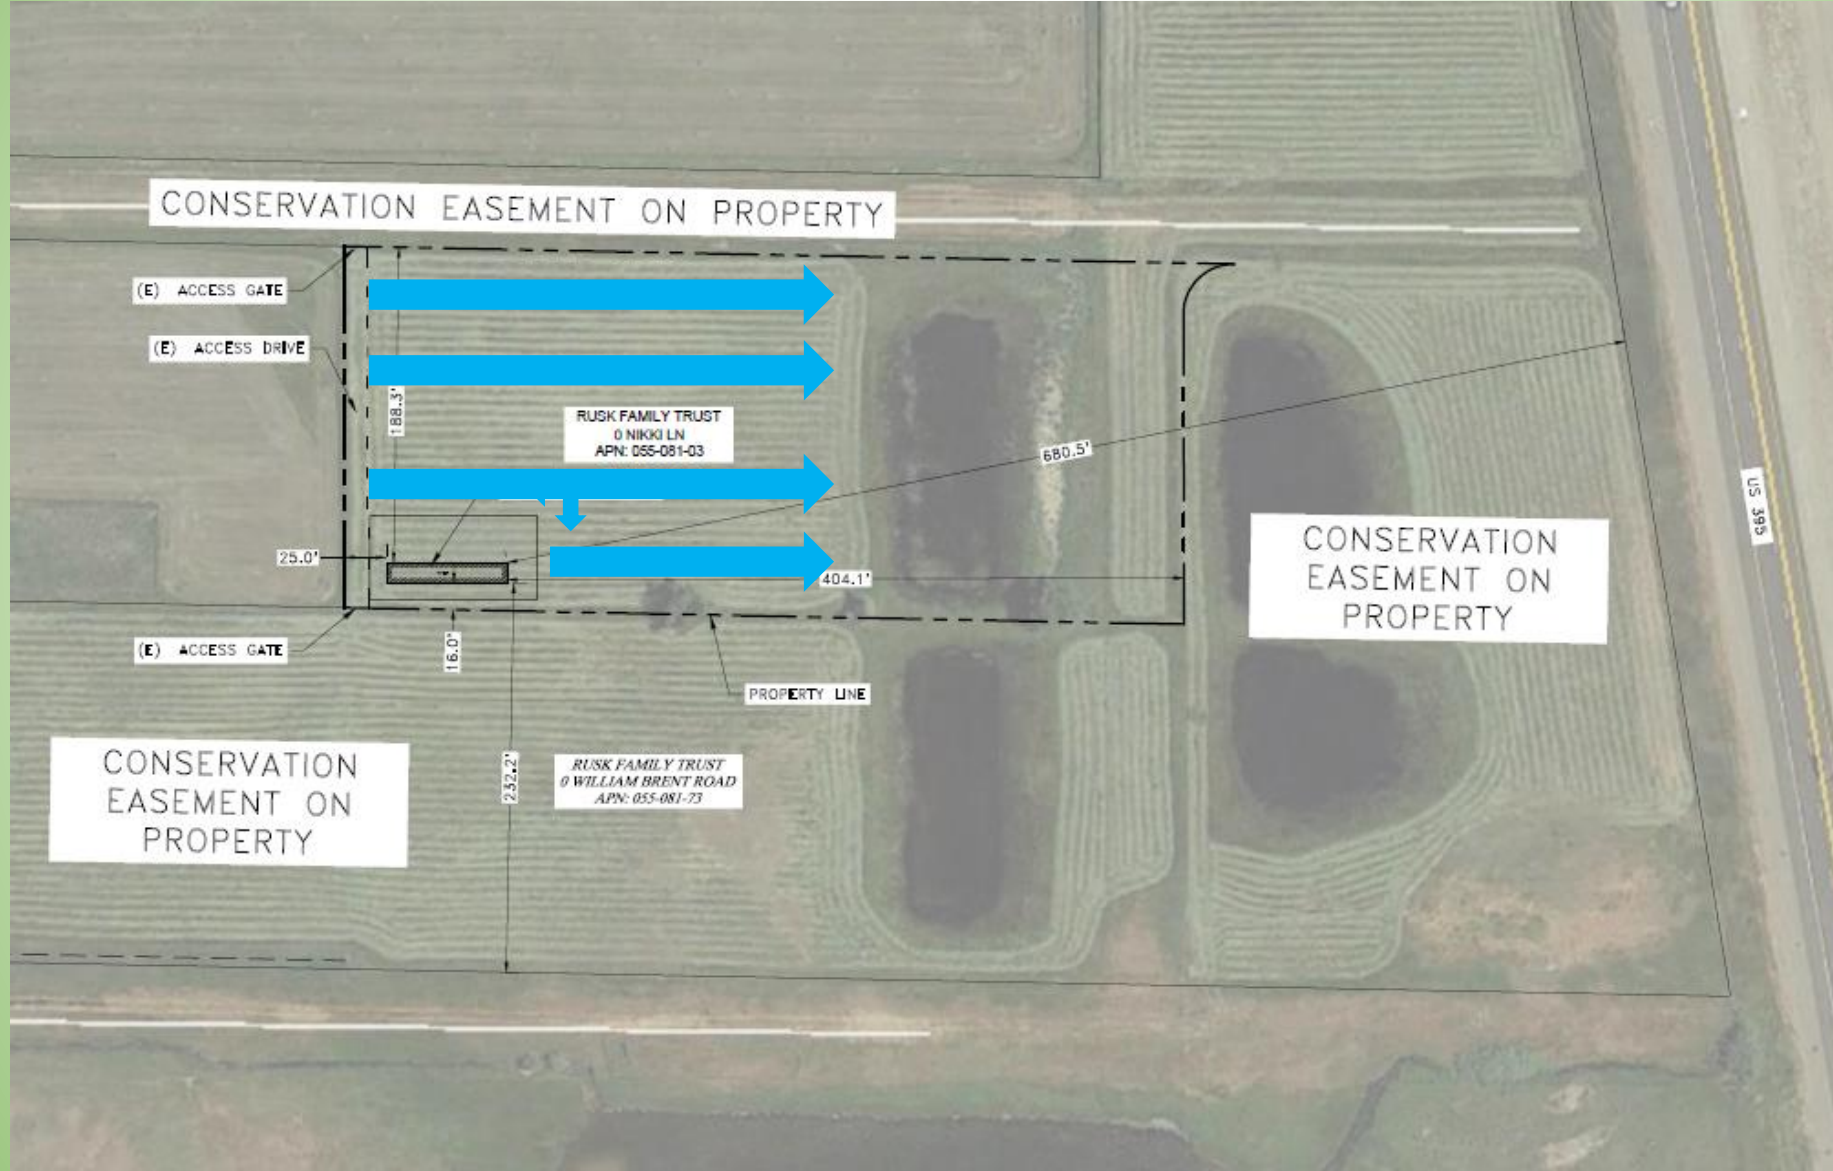 CONSERVATION EASEMENT ON PROPERTY
(E) ACCESS GATE
(E) ACCESS DRIVE
188.3'
RUSK FAMILY TRUST
0 NIKKI LN
APN: 055-081-03
680.5'
US 395
CONSERVATION
EASEMENT ON
PROPERTY
25.0'
404.1'
(E) ACCESS GATE
16.0"
PROPERTY LINE
CONSERVATION
EASEMENT ON
PROPERTY
232.2'
RUSK FAMILY TRUST
0 WILLIAM BRENT ROAD
APN: 055-081-73